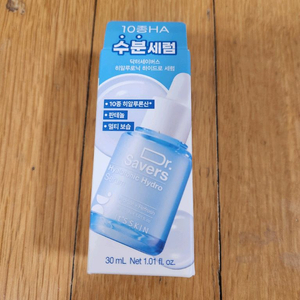 10종HA
수분세럼
닥터세이버스
히알루로닉 하이드로 세럼
• 10종 히알루론산*
• 판테놀
• 멀티 보습
Dr.
Savers
Hydro
30 mL Net 1.01 fl. oz.